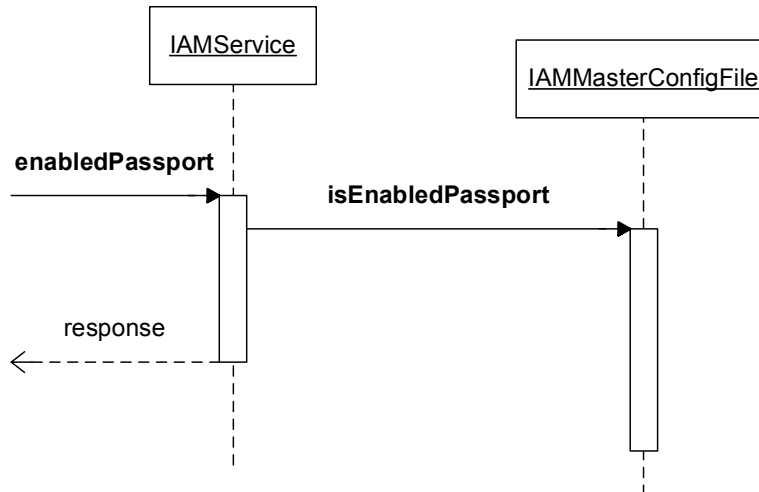 IAMService
IAMMasterConfigFile
enabledPassport
isEnabledPassport
response